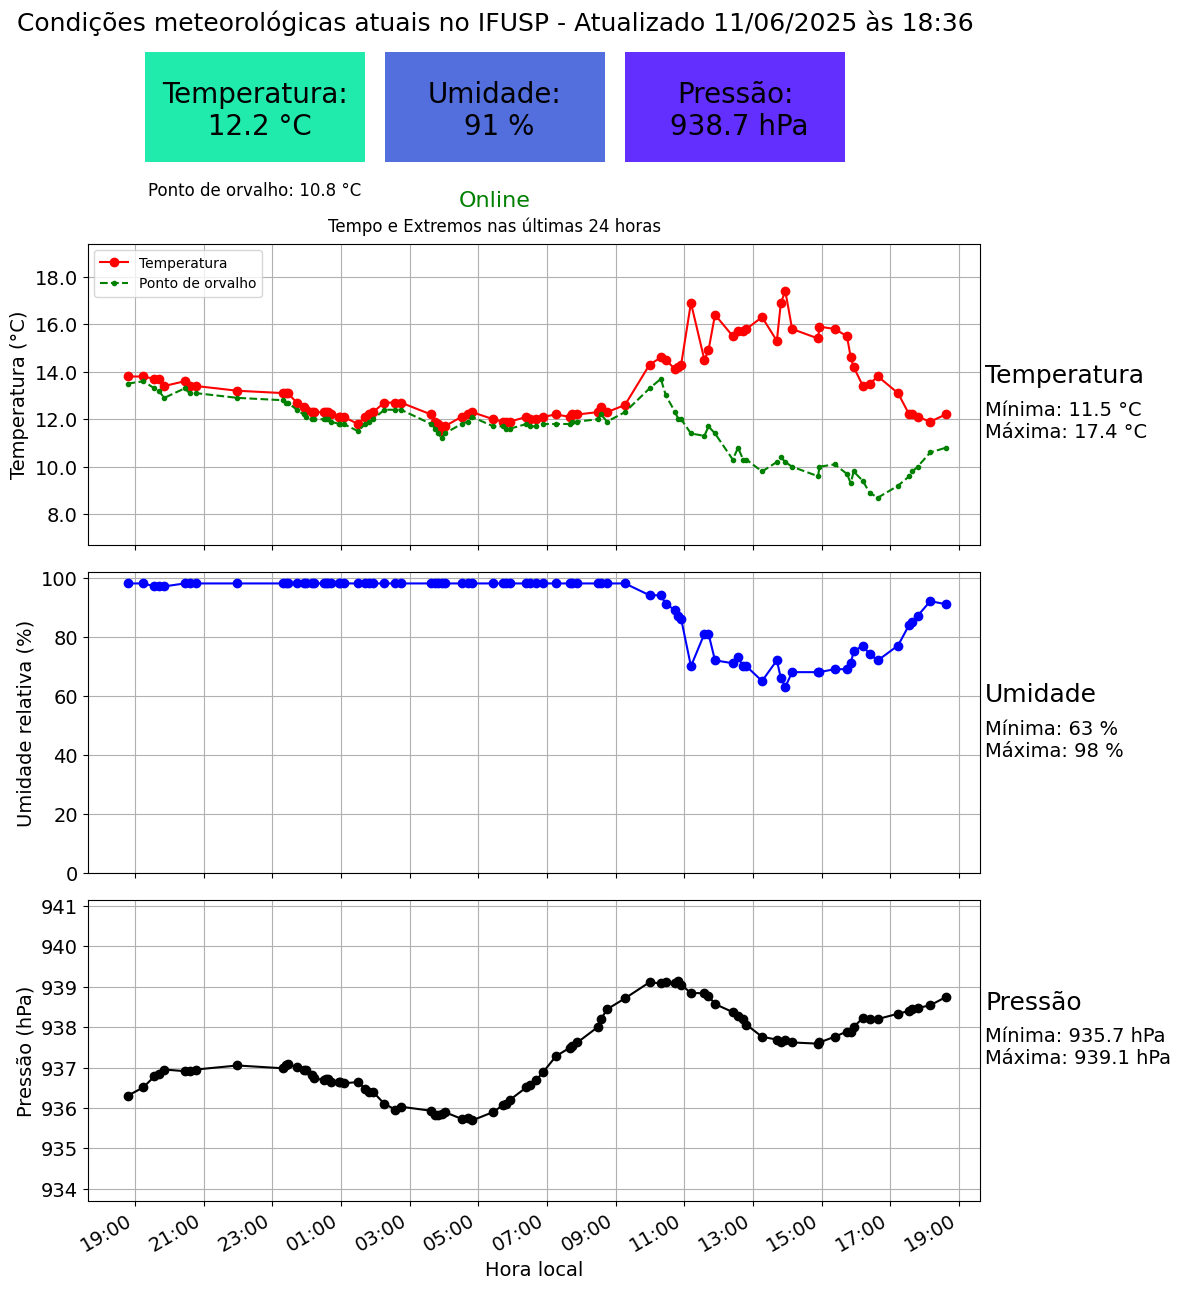 Condições meteorológicas atuais no IFUSP - Atualizado 11/06/2025 às 18:36
Temperatura:
12.2 °C
Umidade:
91 %
Pressão:
938.7 hPa
Ponto de orvalho: 10.8 °C
Online
Tempo e Extremos nas últimas 24 horas
Temperatura
Ponto de orvalho
Temperatura (°C)
18.0
16.0
14.0
12.0
10.0
8.0
Temperatura
Mínima: 11.5 °C
Máxima: 17.4 °C
Umidade relativa (%)
100
80
60
40
20
0
Umidade
Mínima: 63 %
Máxima: 98 %
Pressão (hPa)
941
940
939
938
937
936
935
934
Pressão
Mínima: 935.7 hPa
Máxima: 939.1 hPa
19:00
21:00
23:00
01:00
03:00
05:00
07:00
09:00
11:00
13:00
15:00
17:00
19:00
Hora local